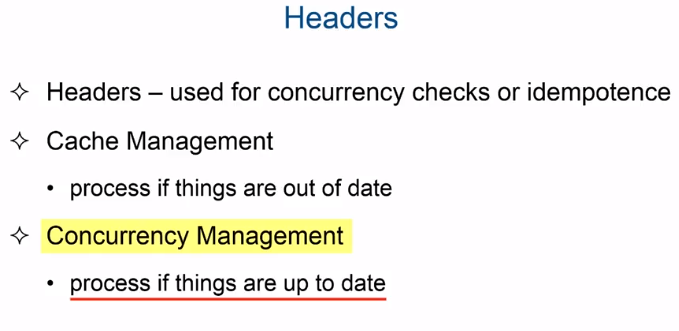 Headers
✧ Headers – used for concurrency checks or idempotence
✧ Cache Management
• process if things are out of date
✧ Concurrency Management
• process if things are up to date